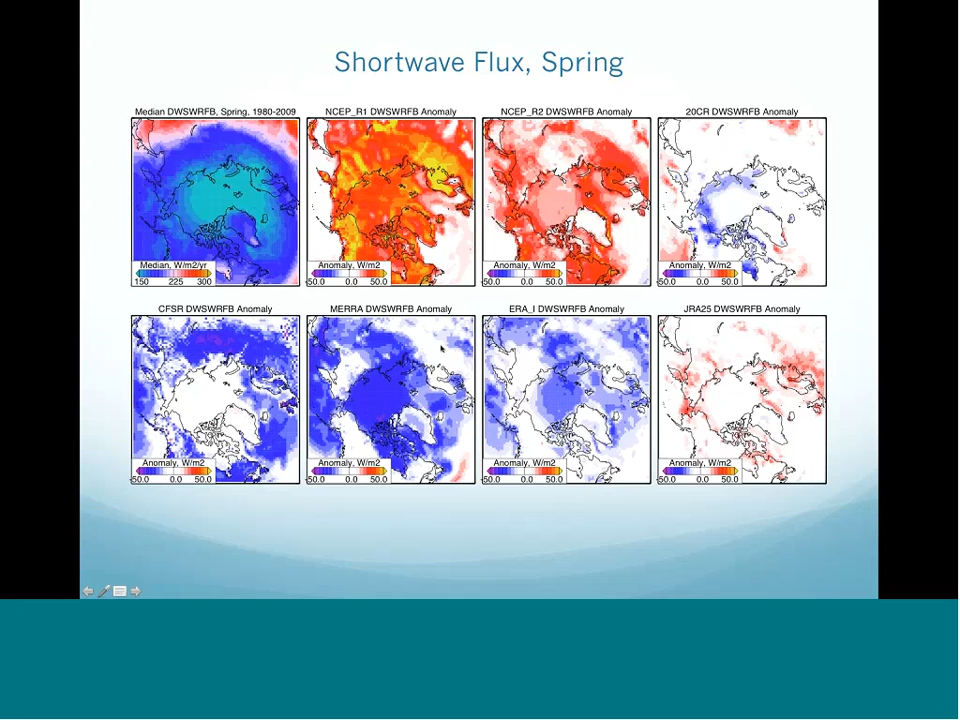 Shortwave Flux, Spring
Median DWSWRFB, Spring, 1980-2009
NCEP_R1 DWSWRFB Anomaly
NCEP_R2 DWSWRFB Anomaly
20CR DWSWRFB Anomaly
Median, W/m2/yr
150 225 300
Anomaly, W/m2
-50.0 0.0 50.0
Anomaly, W/m2
-50.0 0.0 50.0
Anomaly, W/m2
-50.0 0.0 50.0
CFSR DWSWRFB Anomaly
MERRA DWSWRFB Anomaly
ERA_I DWSWRFB Anomaly
JRA25 DWSWRFB Anomaly
Anomaly, W/m2
-50.0 0.0 50.0
Anomaly, W/m2
-50.0 0.0 50.0
Anomaly, W/m2
-50.0 0.0 50.0
Anomaly, W/m2
-50.0 0.0 50.0